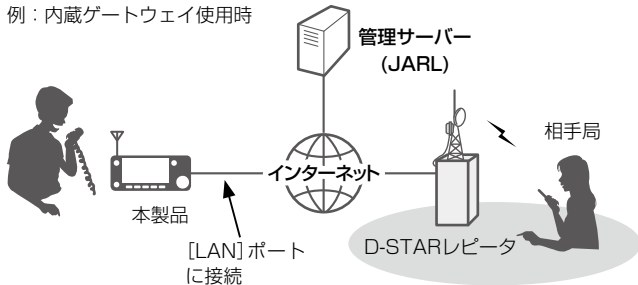 例：内蔵ゲートウェイ使用時
管理サーバー
(JARL)
相手局
インターネット
本製品
[LAN]ポート
に接続
D-STARレピータ